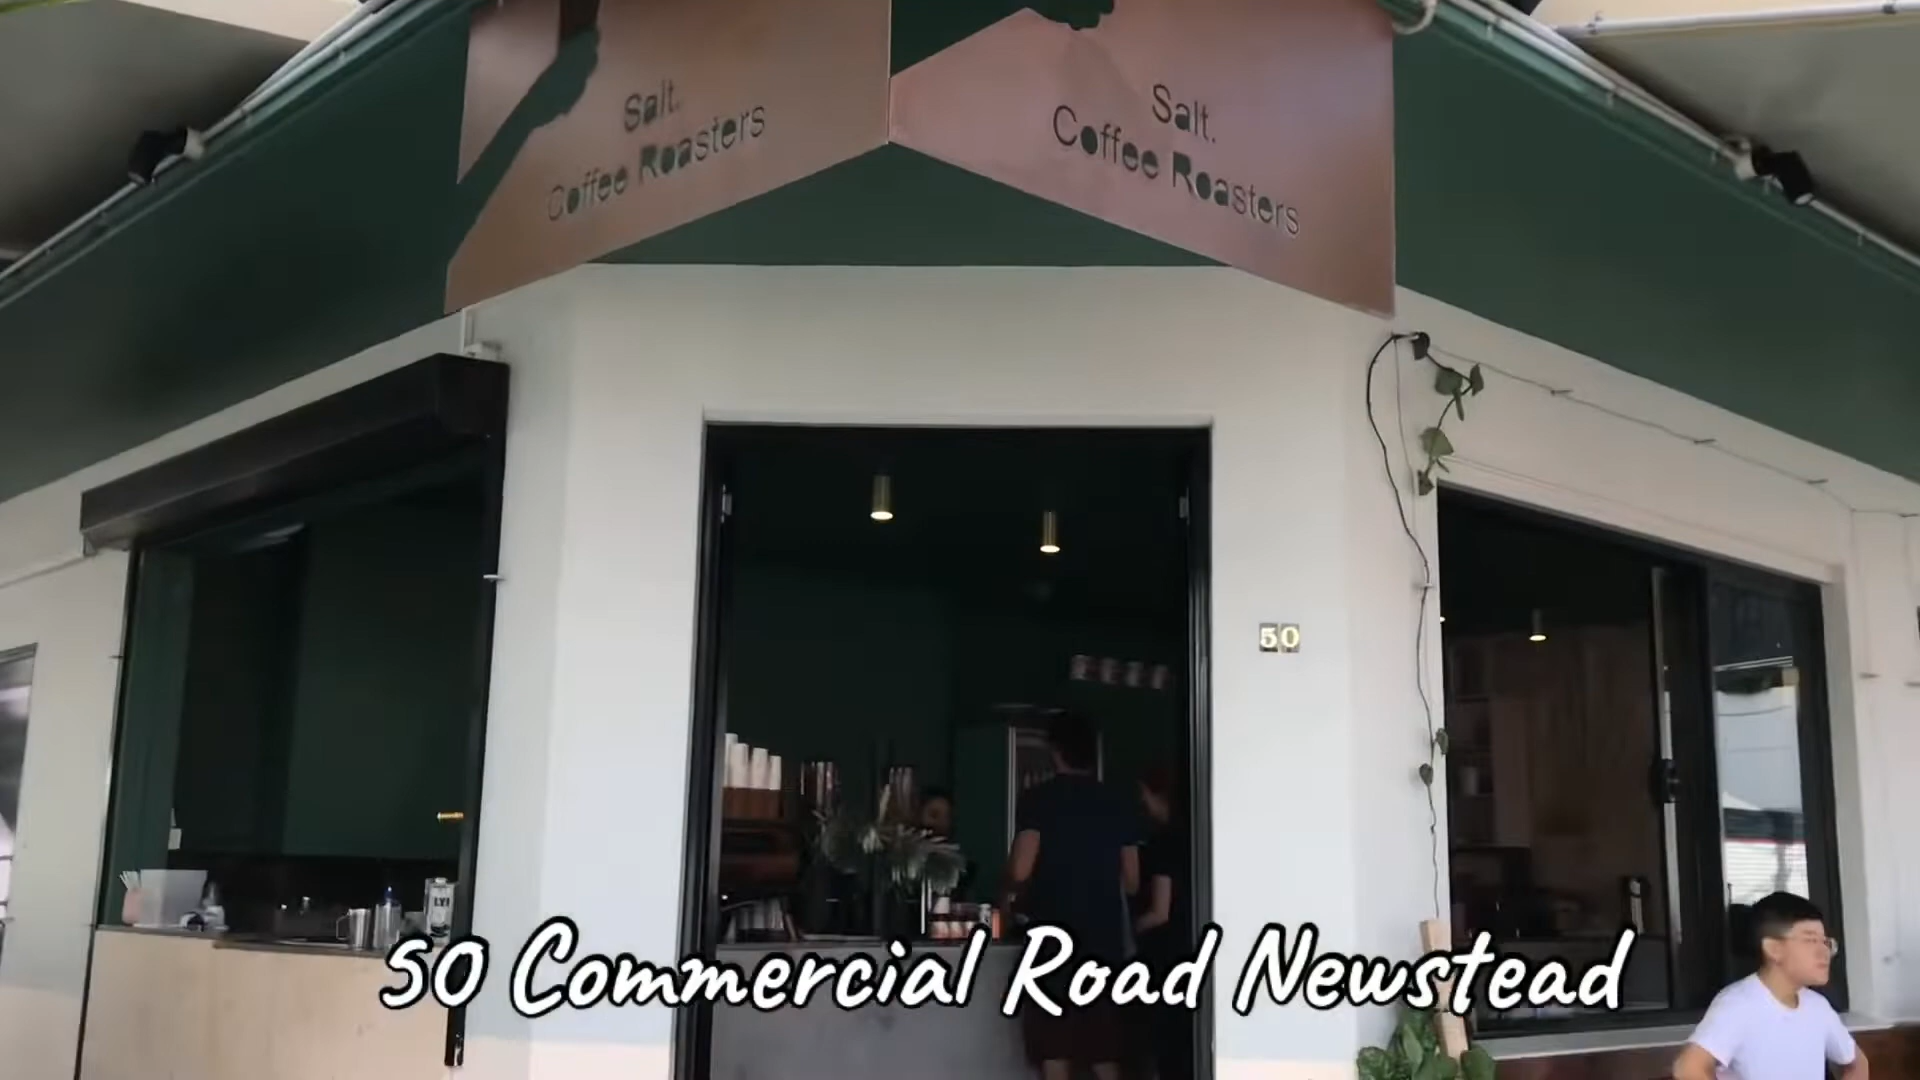 Salt.
Coffee Roasters
Salt.
Coffee Roasters
50
50 Commercial Road Newstead